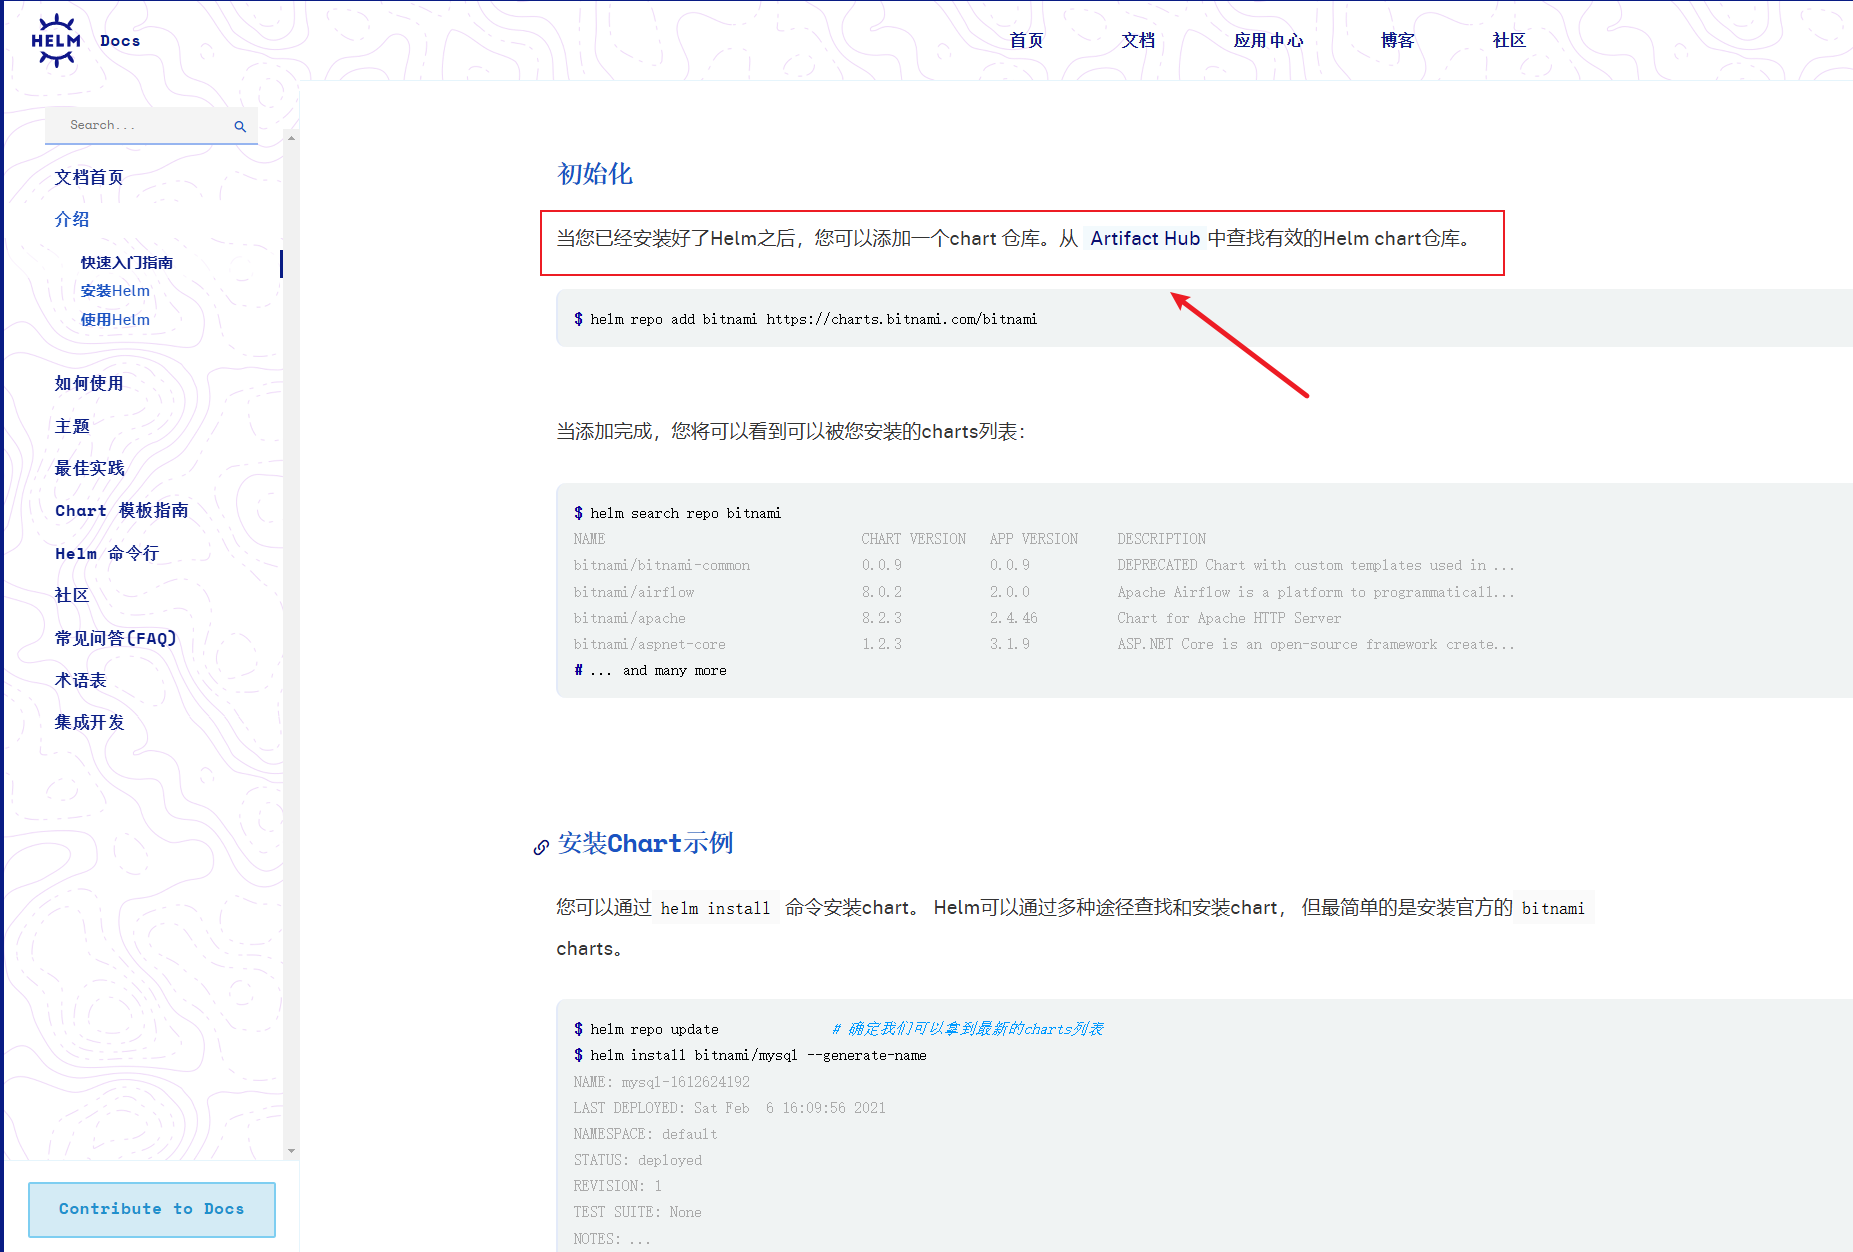 HELM Docs
首页 文档 应用中心 博客 社区
Search...
文档首页
介绍
快速入门指南
安装Helm
使用Helm
如何使用
主题
最佳实践
Chart 模板指南
Helm 命令行
社区
常见问答(FAQ)
术语表
集成开发
Contribute to Docs
初始化
当您已经安装好了Helm之后，您可以添加一个chart 仓库。从 Artifact Hub 中查找有效的Helm chart仓库。
$ helm repo add bitnami https://charts.bitnami.com/bitnami
当添加完成，您将可以看到可以被您安装的charts列表：
$ helm search repo bitnami
NAME CHART VERSION APP VERSION DESCRIPTION
bitnami/bitnami-common 0.0.9 0.0.9 DEPRECATED Chart with custom templates used in ...
bitnami/airflow 8.0.2 2.0.0 Apache Airflow is a platform to programmaticall...
bitnami/apache 8.2.3 2.4.46 Chart for Apache HTTP Server
bitnami/aspnet-core 1.2.3 3.1.9 ASP.NET Core is an open-source framework create...
# ... and many more
安装Chart示例
您可以通过 helm install 命令安装chart。 Helm可以通过多种途径查找和安装chart， 但最简单的是安装官方的 bitnami
charts。
$ helm repo update # 确定我们可以拿到最新的charts列表
$ helm install bitnami/mysql --generate-name
NAME: mysql-1612624192
LAST DEPLOYED: Sat Feb  6 16:09:56 2021
NAMESPACE: default
STATUS: deployed
REVISION: 1
TEST SUITE: None
NOTES: ...